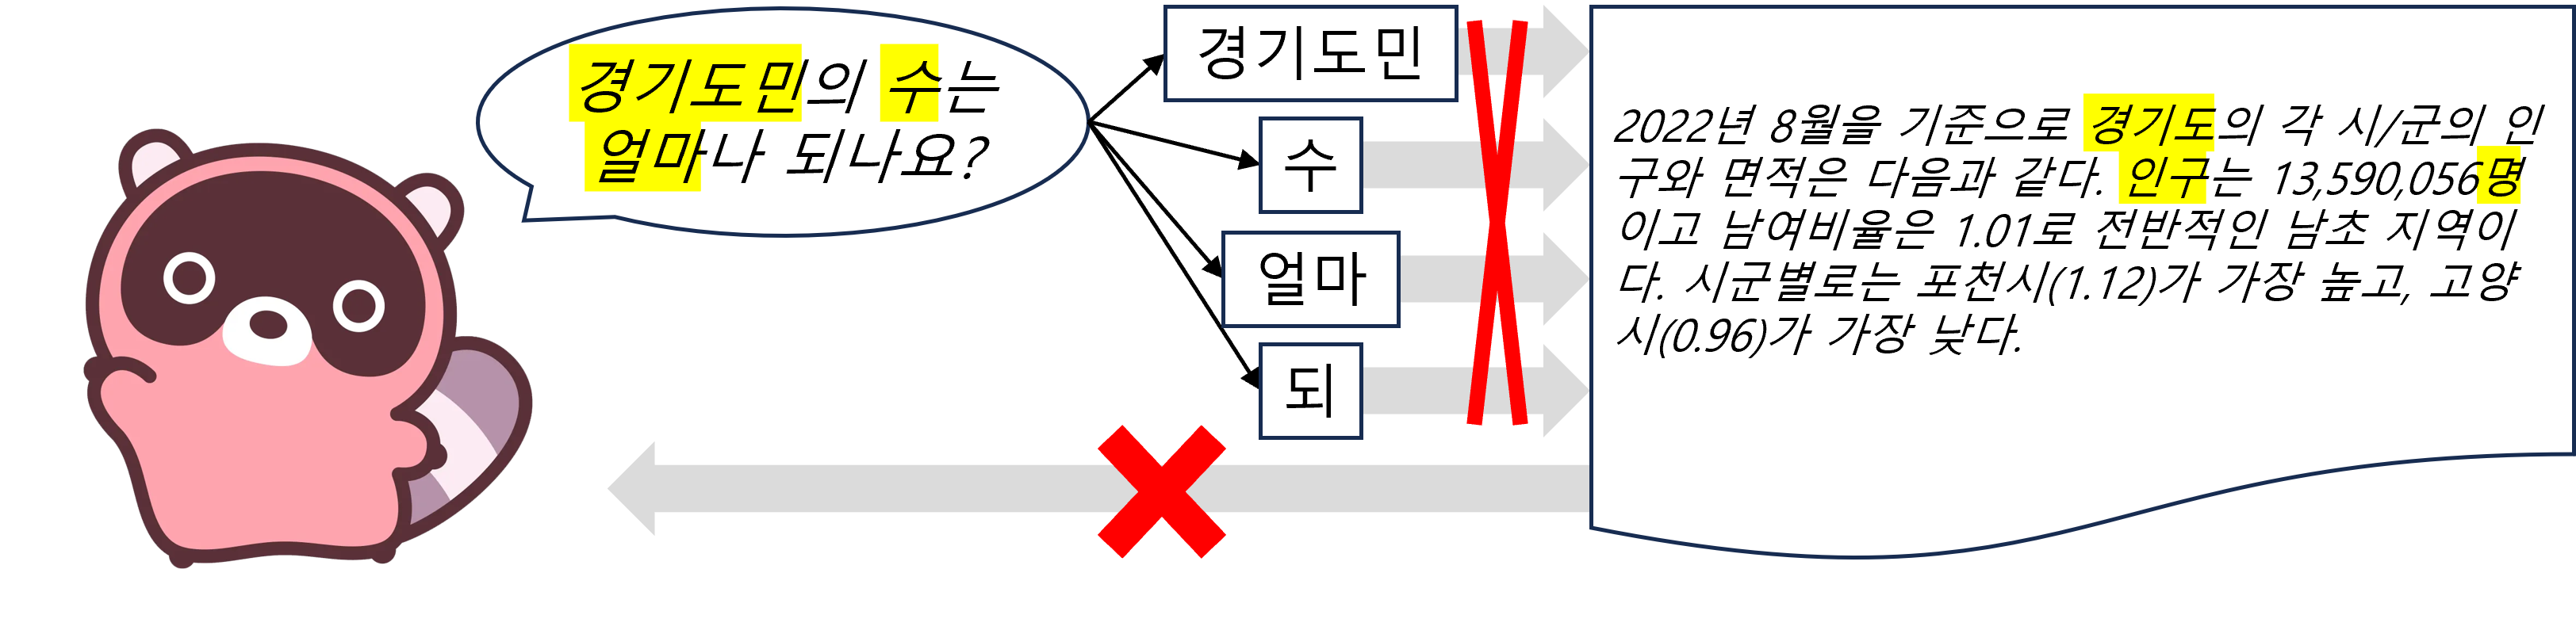 경기도민의 수는
얼마나 되나요?
경기도민
수
얼마
되
2022년 8월을 기준으로 경기도의 각 시/군의 인
구와 면적은 다음과 같다. 인구는 13,590,056명
이고 남여비율은 1.01로 전반적인 남초 지역이
다. 시군별로는 포천시(1.12)가 가장 높고, 고양
시(0.96)가 가장 낮다.